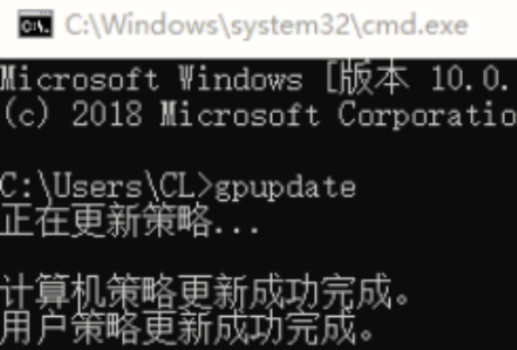 C:\Windows\system32\cmd.exe
Microsoft Windows [版本 10.0.
(c) 2018 Microsoft Corporatio
C:\Users\CL>gpupdate
正在更新策略...
计算机策略更新成功完成。
用户策略更新成功完成。